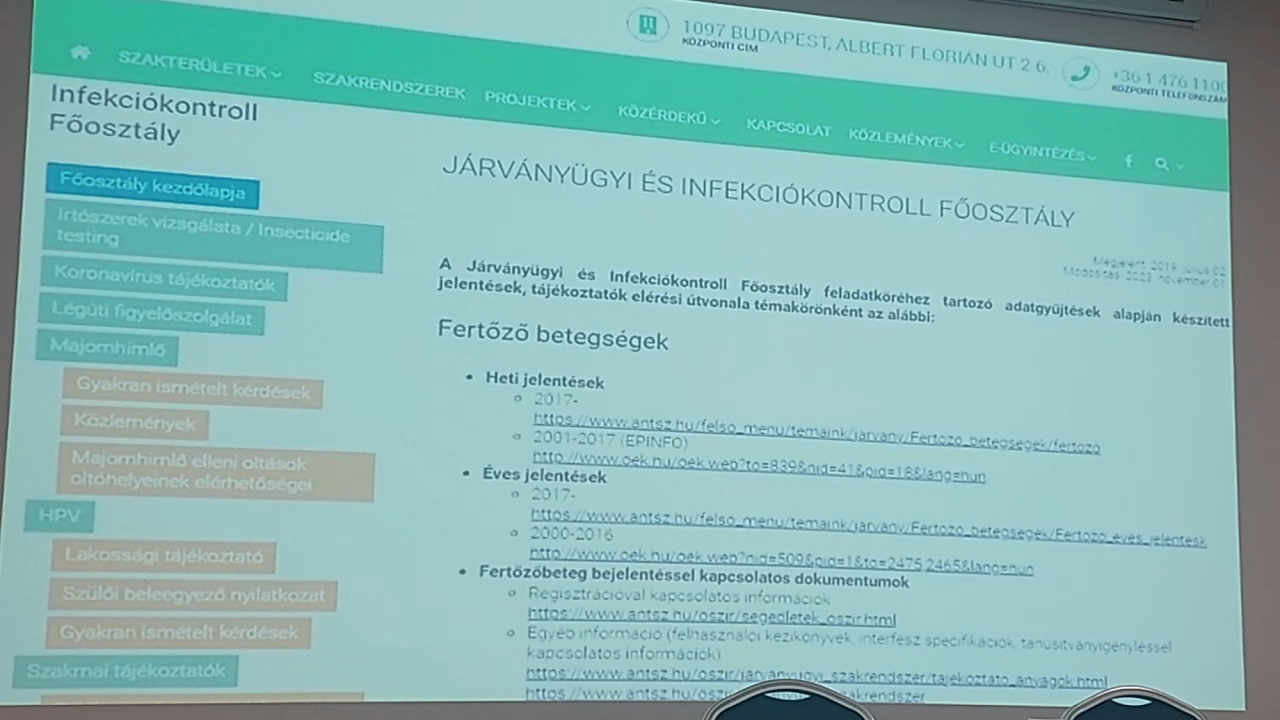 1097 BUDAPEST, ALBERT FLÓRIÁN ÚT 2 6.
KÖZPONTI CÍM
+36 1 476 1100
KÖZPONTI TELEFONSZÁM
SZAKTERÜLETEK
SZAKRENDSZEREK
PROJEKTEK
KÖZÉRDEKŰ
KAPCSOLAT
KÖZLEMÉNYEK
E-ÜGYINTÉZÉS
Infekciókontroll
Főosztály
Főosztály kezdőlapja
Irtószerek vizsgálata / Insecticide
testing
Koronavírus tájékoztatók
Légúti figyelőszolgálat
Majomhimlő
Gyakran ismételt kérdések
Közlemények
Majomhimlő elleni oltások
oltóhelyeinek elérhetőségei
HPV
Lakossági tájékoztató
Szülői beleegyező nyilatkozat
Gyakran ismételt kérdések
Szakmai tájékoztatók
JÁRVÁNYÜGYI ÉS INFEKCIÓKONTROLL FŐOSZTÁLY
Megjelent: 2019. július 02.
Módosítás: 2023. november 01.
A Járványügyi és Infekciókontroll Főosztály feladatköréhez tartozó adatgyűjtések alapján készített
jelentések, tájékoztatók elérési útvonala témakörönként az alábbi:
Fertőző betegségek
• Heti jelentések
2017-
https://www.antsz.hu/felso_menu/temaink/jarvany/Fertozo_betegsegek/fertozo
2001-2017 (EPINFO)
http://www.oek.hu/oek.web?to=839&nid=41&pid=1&lang=hun
• Éves jelentések
2017-
https://www.antsz.hu/felso_menu/temaink/jarvany/Fertozo_betegsegek/Fertozo_eves_jelentesk
2000-2016
http://www.oek.hu/oek.web?nid=509&pid=1&to=2475,2465&lang=hun
• Fertőzőbeteg bejelentéssel kapcsolatos dokumentumok
Regisztrációval kapcsolatos információk
https://www.antsz.hu/oszir/segedletek_oszir.html
Egyéb információ (felhasználói kézikönyvek, interfész specifikációk, tanúsítványigényléssel
kapcsolatos információk)
https://www.antsz.hu/oszir/jarvanyugyi_szakrendszer/tajekoztato_anyagok.html
https://www.antsz.hu/oszir